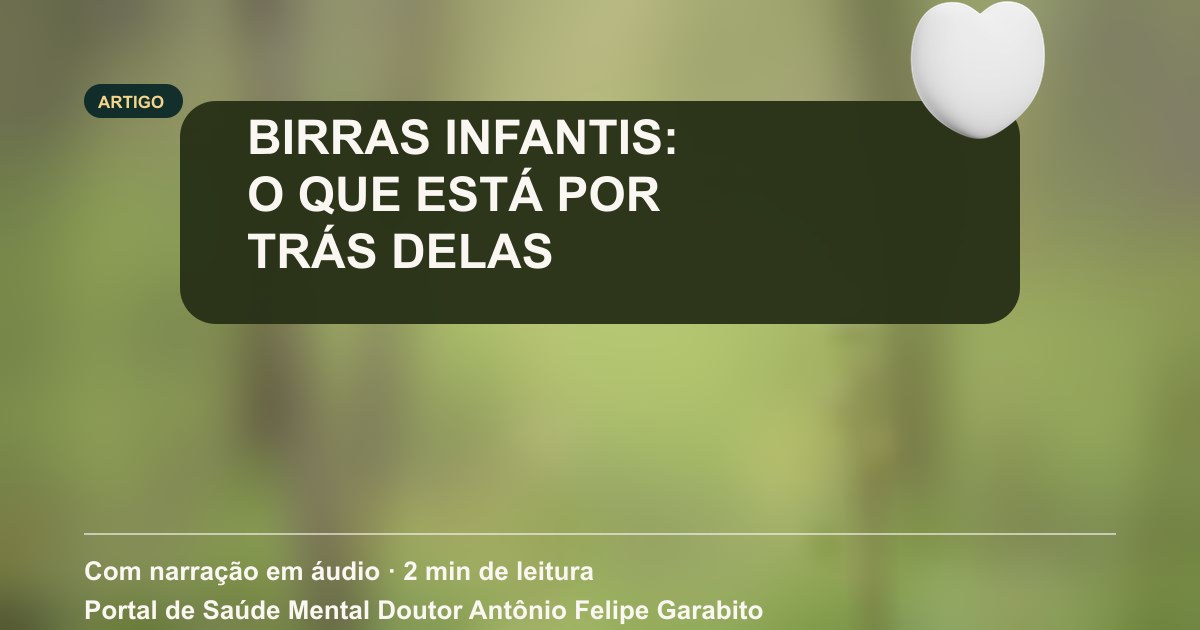 ARTIGO
BIRRAS INFANTIS:
O QUE ESTÁ POR
TRÁS DELAS
Com narração em áudio · 2 min de leitura
Portal de Saúde Mental Doutor Antônio Felipe Garabito